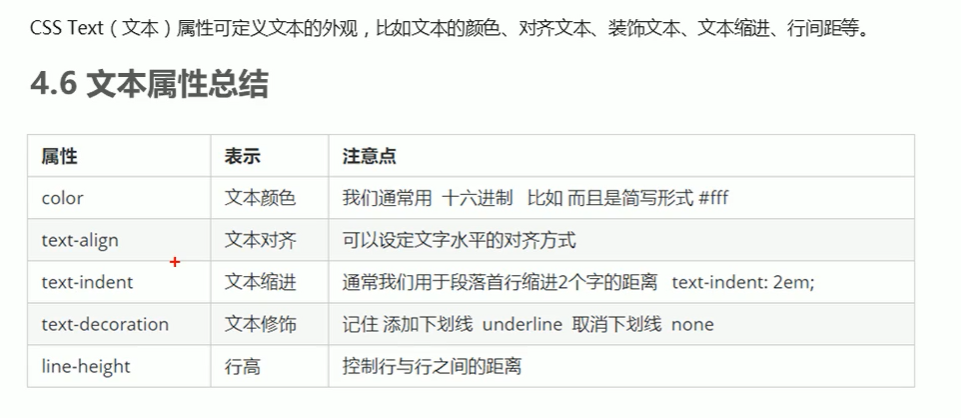 CSS Text（文本）属性可定义文本的外观，比如文本的颜色、对齐文本、装饰文本、文本缩进、行间距等。
4.6 文本属性总结
属性 表示 注意点
color 文本颜色 我们通常用 十六进制 比如 而且是简写形式 #fff
text-align 文本对齐 可以设定文字水平的对齐方式
text-indent 文本缩进 通常我们用于段落首行缩进2个字的距离 text-indent: 2em;
text-decoration 文本修饰 记住 添加下划线 underline 取消下划线 none
line-height 行高 控制行与行之间的距离